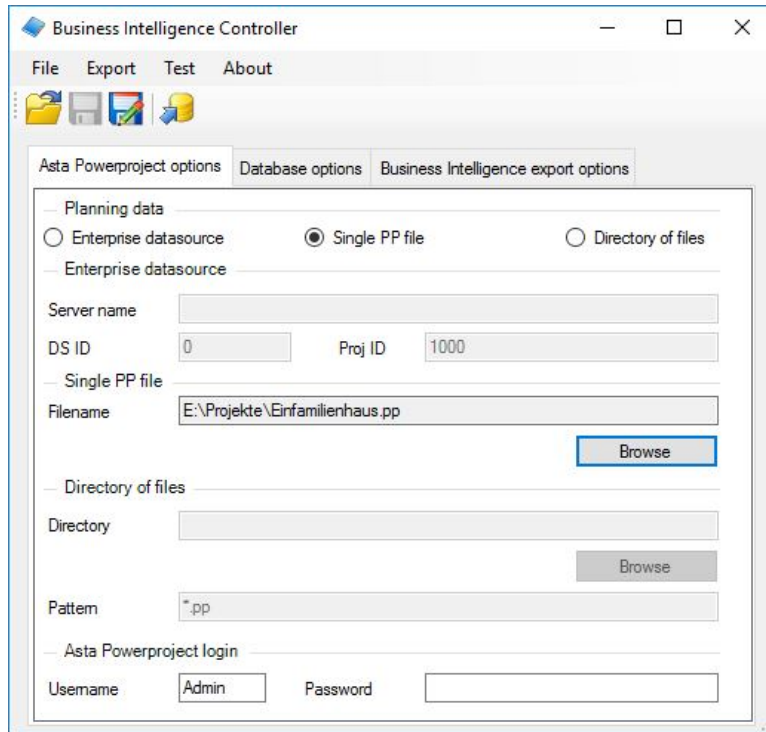 Business Intelligence Controller
File Export Test About
Asta Powerproject options Database options Business Intelligence export options
Planning data
Enterprise datasource Single PP file Directory of files
Enterprise datasource
Server name
DS ID 0 Proj ID 1000
Single PP file
Filename E:\Projekte\Einfamilienhaus.pp
Browse
Directory of files
Directory
Browse
Pattern *.pp
Asta Powerproject login
Username Admin Password